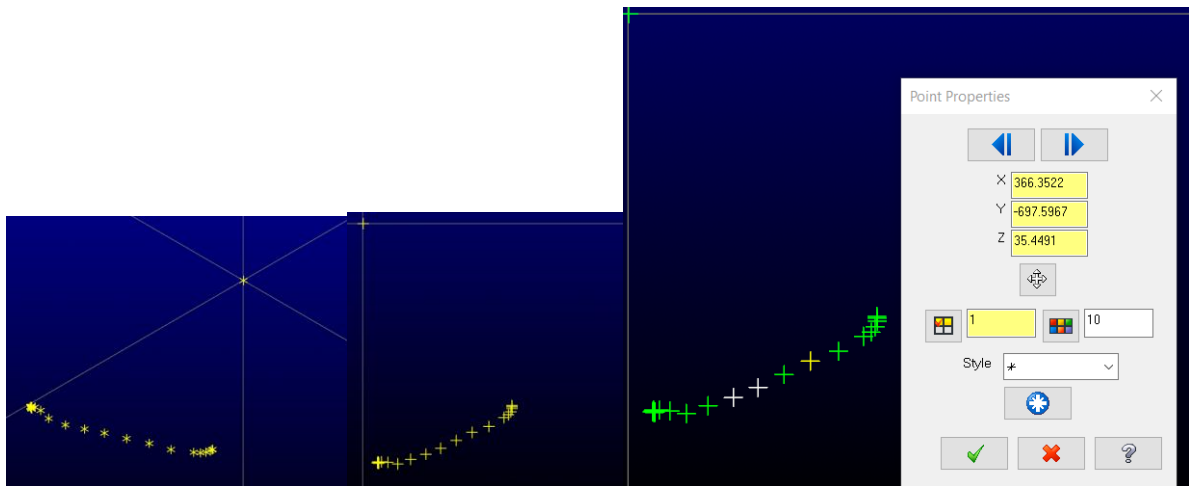 Point Properties
X 366.3522
Y -697.5967
Z 35.4491
1 10
Style *
?